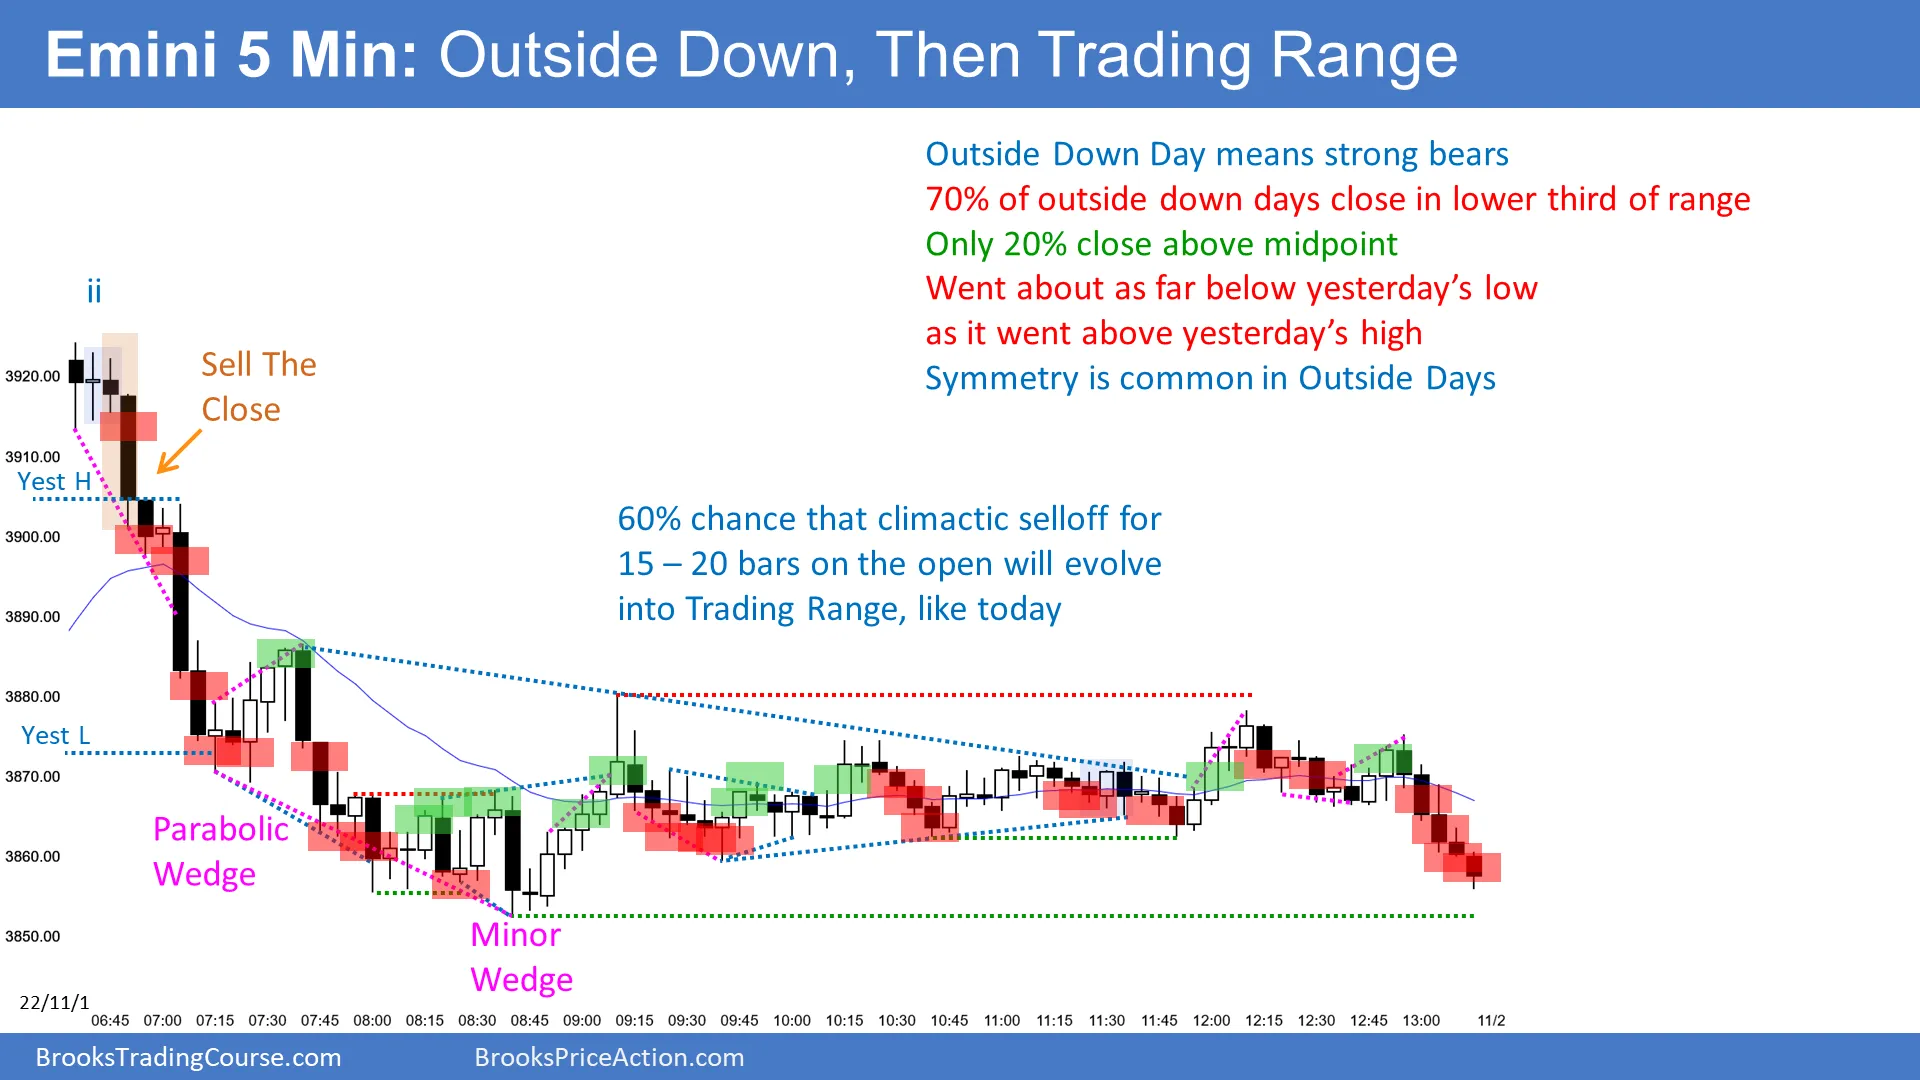 Emini 5 Min: Outside Down, Then Trading Range
Outside Down Day means strong bears
70% of outside down days close in lower third of range
Only 20% close above midpoint
Went about as far below yesterday’s low
as it went above yesterday’s high
Symmetry is common in Outside Days
ii
Sell The
Close
3920.00
3910.00
Yest H
3900.00
3890.00
3880.00
Yest L
3870.00
3860.00
3850.00
60% chance that climactic selloff for
15 – 20 bars on the open will evolve
into Trading Range, like today
Parabolic
Wedge
Minor
Wedge
22/11/1
06:45 07:00 07:15 07:30 07:45 08:00 08:15 08:30 08:45 09:00 09:15 09:30 09:45 10:00 10:15 10:30 10:45 11:00 11:15 11:30 11:45 12:00 12:15 12:30 12:45 13:00 11/2
BrooksTradingCourse.com BrooksPriceAction.com